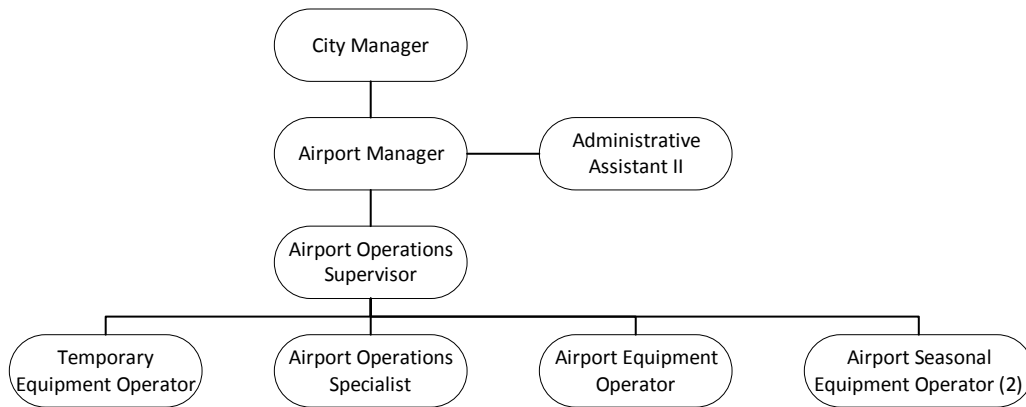 City Manager
Airport Manager
Administrative
Assistant II
Airport Operations
Supervisor
Temporary
Equipment Operator
Airport Operations
Specialist
Airport Equipment
Operator
Airport Seasonal
Equipment Operator (2)